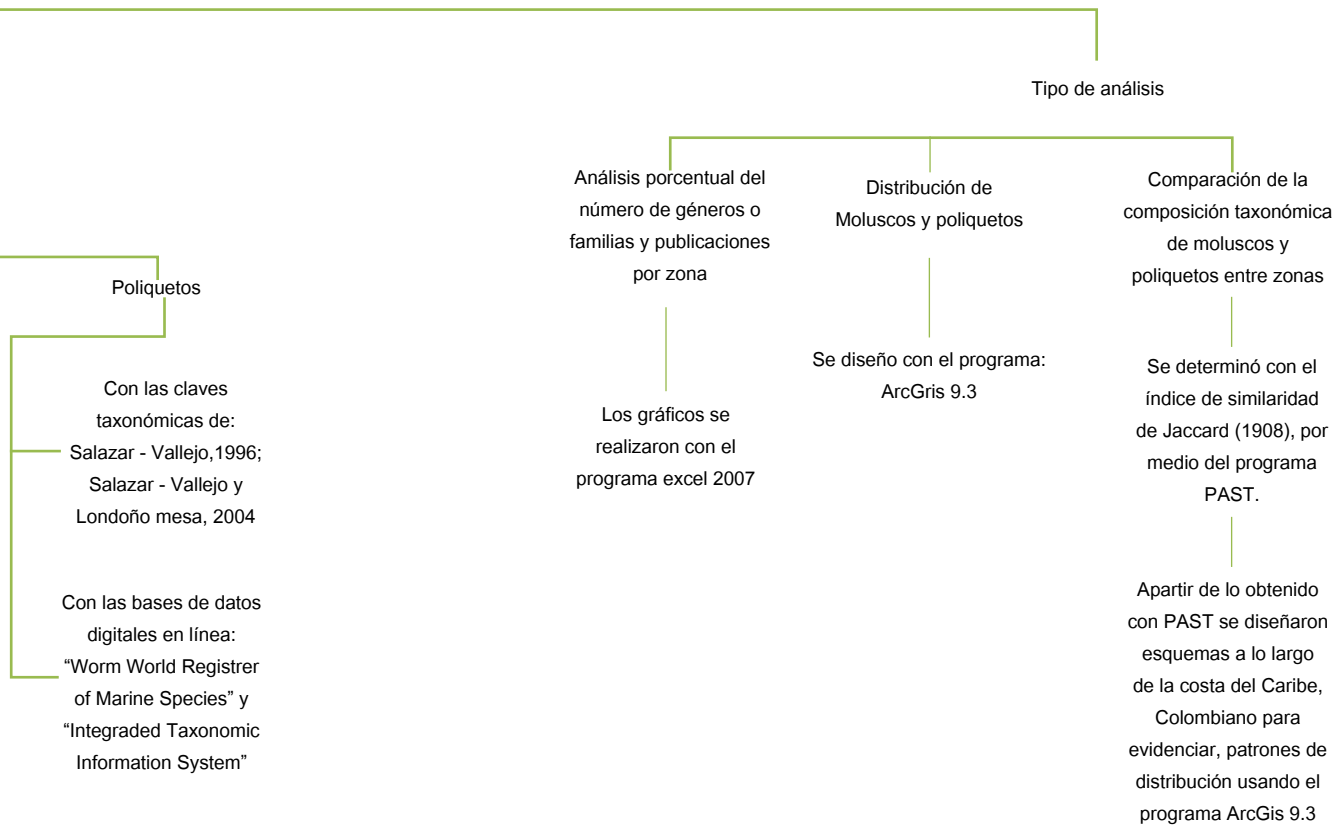 Tipo de análisis
Análisis porcentual del
número de géneros o
familias y publicaciones
por zona
Los gráficos se
realizaron con el
programa excel 2007
Distribución de
Moluscos y poliquetos
Se diseño con el programa:
ArcGris 9.3
Comparación de la
composición taxonómica
de moluscos y
poliquetos entre zonas
Se determinó con el
índice de similaridad
de Jaccard (1908), por
medio del programa
PAST.
Apartir de lo obtenido
con PAST se diseñaron
esquemas a lo largo
de la costa del Caribe,
Colombiano para
evidenciar, patrones de
distribución usando el
programa ArcGis 9.3
Poliquetos
Con las claves
taxonómicas de:
Salazar - Vallejo,1996;
Salazar - Vallejo y
Londoño mesa, 2004
Con las bases de datos
digitales en línea:
“Worm World Registrer
of Marine Species” y
“Integraded Taxonomic
Information System”